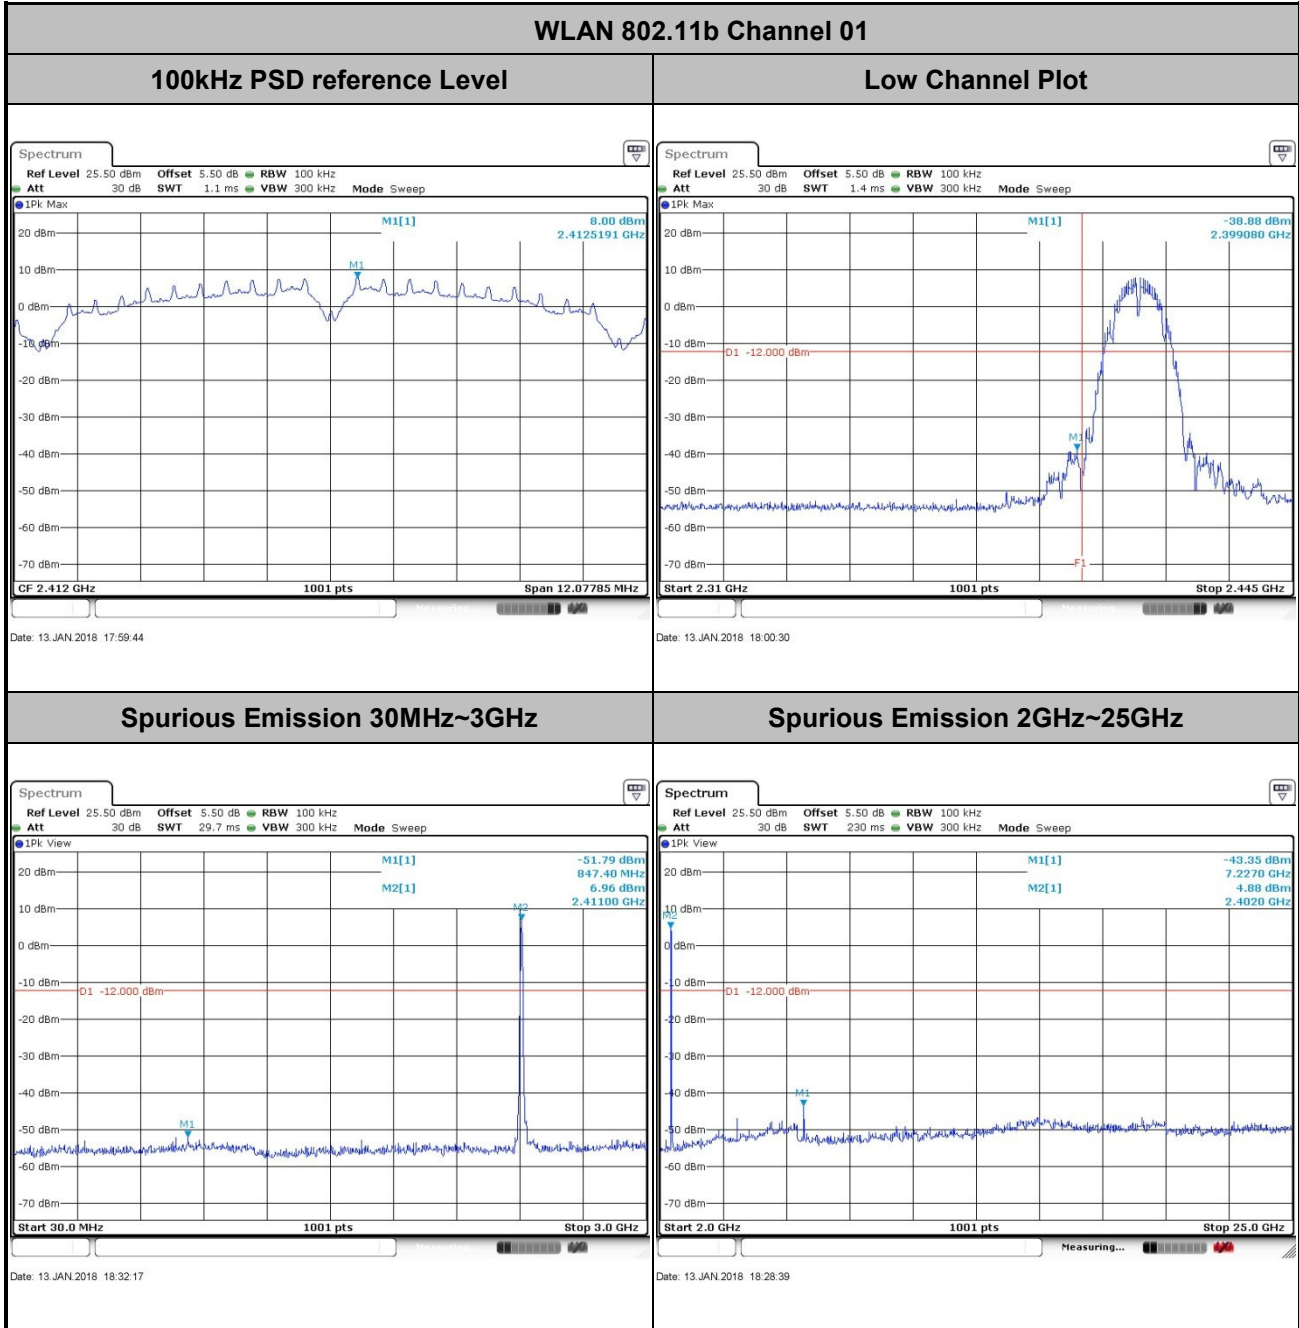 WLAN 802.11b Channel 01
100kHz PSD reference Level
Low Channel Plot
Spectrum
Ref Level 25.50 dBm Offset 5.50 dB RBW 100 kHz
Att 30 dB SWT 1.1 ms VBW 300 kHz Mode Sweep
1Pk Max
M1[1] 8.00 dBm
2.4125191 GHz
20 dBm
10 dBm
M1
0 dBm
-10 dBm
-20 dBm
-30 dBm
-40 dBm
-50 dBm
-60 dBm
-70 dBm
CF 2.412 GHz 1001 pts Span 12.07785 MHz
Date: 13.JAN.2018 17:59:44
Spectrum
Ref Level 25.50 dBm Offset 5.50 dB RBW 100 kHz
Att 30 dB SWT 1.4 ms VBW 300 kHz Mode Sweep
1Pk Max
M1[1] -38.88 dBm
2.399080 GHz
20 dBm
10 dBm
0 dBm
-10 dBm
D1 -12.000 dBm
-20 dBm
-30 dBm
M1
-40 dBm
-50 dBm
-60 dBm
-70 dBm
F1
Start 2.31 GHz 1001 pts Stop 2.445 GHz
Date: 13.JAN.2018 18:00:30
Spurious Emission 30MHz~3GHz
Spurious Emission 2GHz~25GHz
Spectrum
Ref Level 25.50 dBm Offset 5.50 dB RBW 100 kHz
Att 30 dB SWT 29.7 ms VBW 300 kHz Mode Sweep
1Pk View
M1[1] -51.79 dBm
847.40 MHz
M2[1] 6.96 dBm
2.41100 GHz
20 dBm
10 dBm
M2
0 dBm
-10 dBm
D1 -12.000 dBm
-20 dBm
-30 dBm
-40 dBm
M1
-50 dBm
-60 dBm
-70 dBm
Start 30.0 MHz 1001 pts Stop 3.0 GHz
Date: 13.JAN.2018 18:32:17
Spectrum
Ref Level 25.50 dBm Offset 5.50 dB RBW 100 kHz
Att 30 dB SWT 230 ms VBW 300 kHz Mode Sweep
1Pk View
M1[1] -43.35 dBm
7.2270 GHz
M2[1] 4.88 dBm
2.4020 GHz
20 dBm
10 dBm
M2
0 dBm
-10 dBm
D1 -12.000 dBm
-20 dBm
-30 dBm
-40 dBm
M1
-50 dBm
-60 dBm
-70 dBm
Start 2.0 GHz 1001 pts Stop 25.0 GHz
Measuring...
Date: 13.JAN.2018 18:28:39